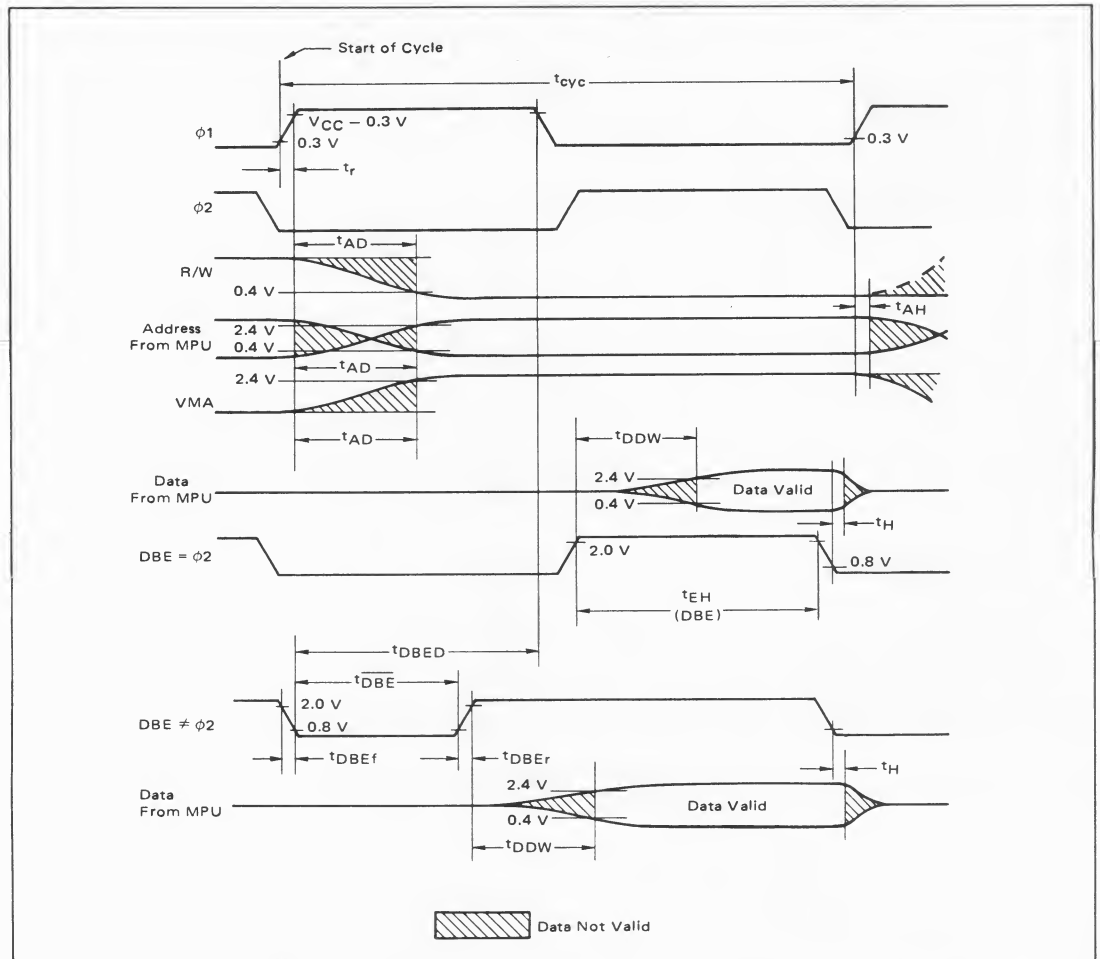 Start of Cycle
tcyc
φ1
VCC − 0.3 V
0.3 V
0.3 V
tr
φ2
tAD
R/W
0.4 V
tAH
Address
From MPU
2.4 V
0.4 V
tAD
2.4 V
VMA
tAD
tDDW
Data
From MPU
2.4 V
0.4 V
Data Valid
tH
DBE = φ2
2.0 V
0.8 V
tEH
(DBE)
tDBED
tD̅B̅E̅
DBE ≠ φ2
2.0 V
0.8 V
tDBEf
tDBEr
tH
Data
From MPU
2.4 V
0.4 V
Data Valid
tDDW
Data Not Valid